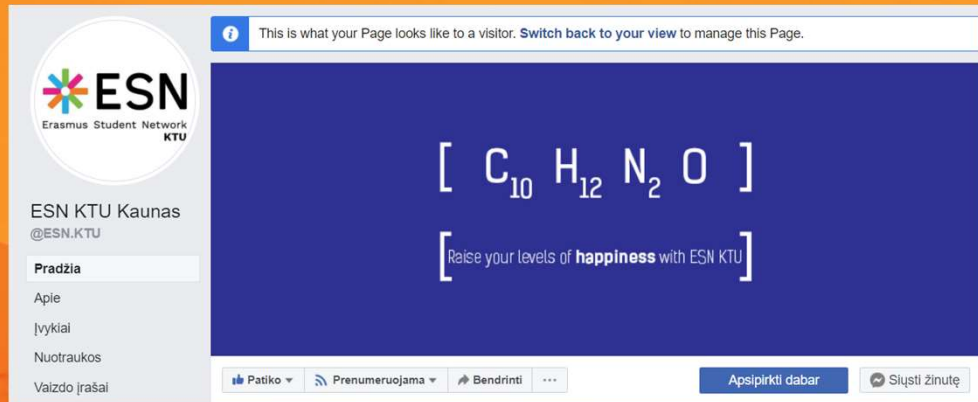 This is what your Page looks like to a visitor. Switch back to your view to manage this Page.
ESN
Erasmus Student Network
KTU
ESN KTU Kaunas
@ESN.KTU
Pradžia
Apie
Įvykiai
Nuotraukos
Vaizdo įrašai
[ C₁₀ H₁₂ N₂ O ]
[Raise your levels of happiness with ESN KTU]
Patiko
Prenumeruojama
Bendrinti
Apsipirkti dabar
Siųsti žinutę